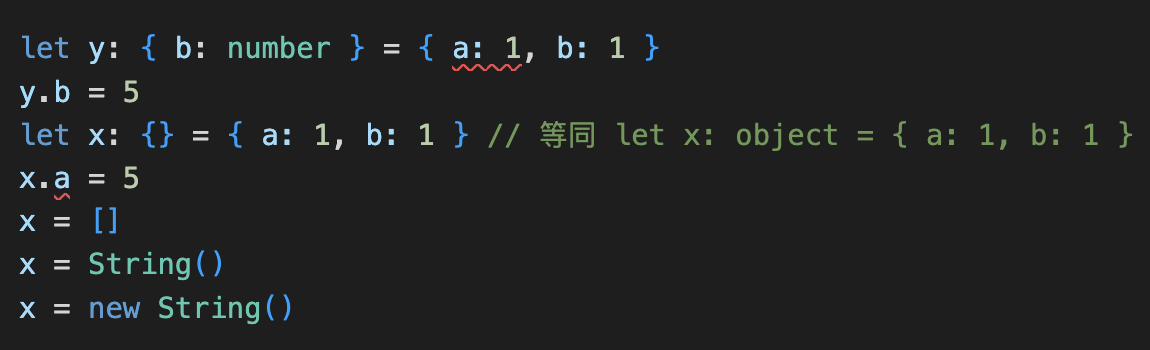 let y: { b: number } = { a: 1, b: 1 }
y.b = 5
let x: {} = { a: 1, b: 1 } // 等同 let x: object = { a: 1, b: 1 }
x.a = 5
x = []
x = String()
x = new String()